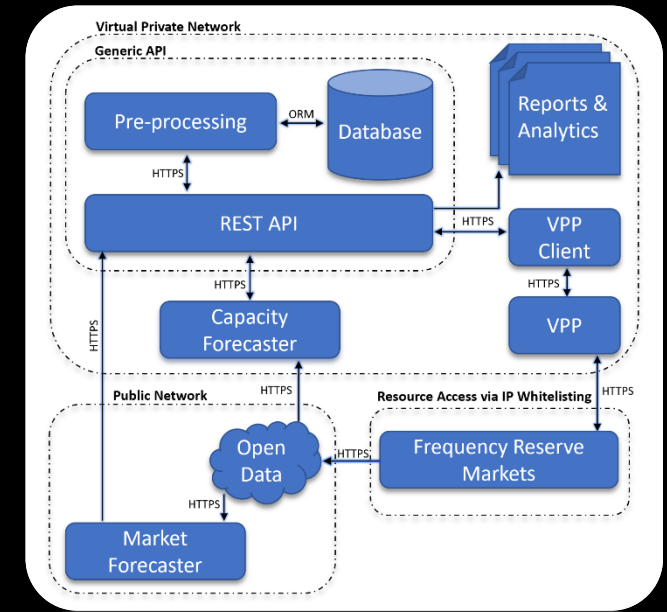 Virtual Private Network
Generic API
Pre-processing
ORM
Database
Reports &
Analytics
HTTPS
REST API
HTTPS
VPP
Client
HTTPS
HTTPS
VPP
Capacity
Forecaster
HTTPS
HTTPS
HTTPS
Public Network
Resource Access via IP Whitelisting
Open
Data
HTTPS
Frequency Reserve
Markets
HTTPS
Market
Forecaster